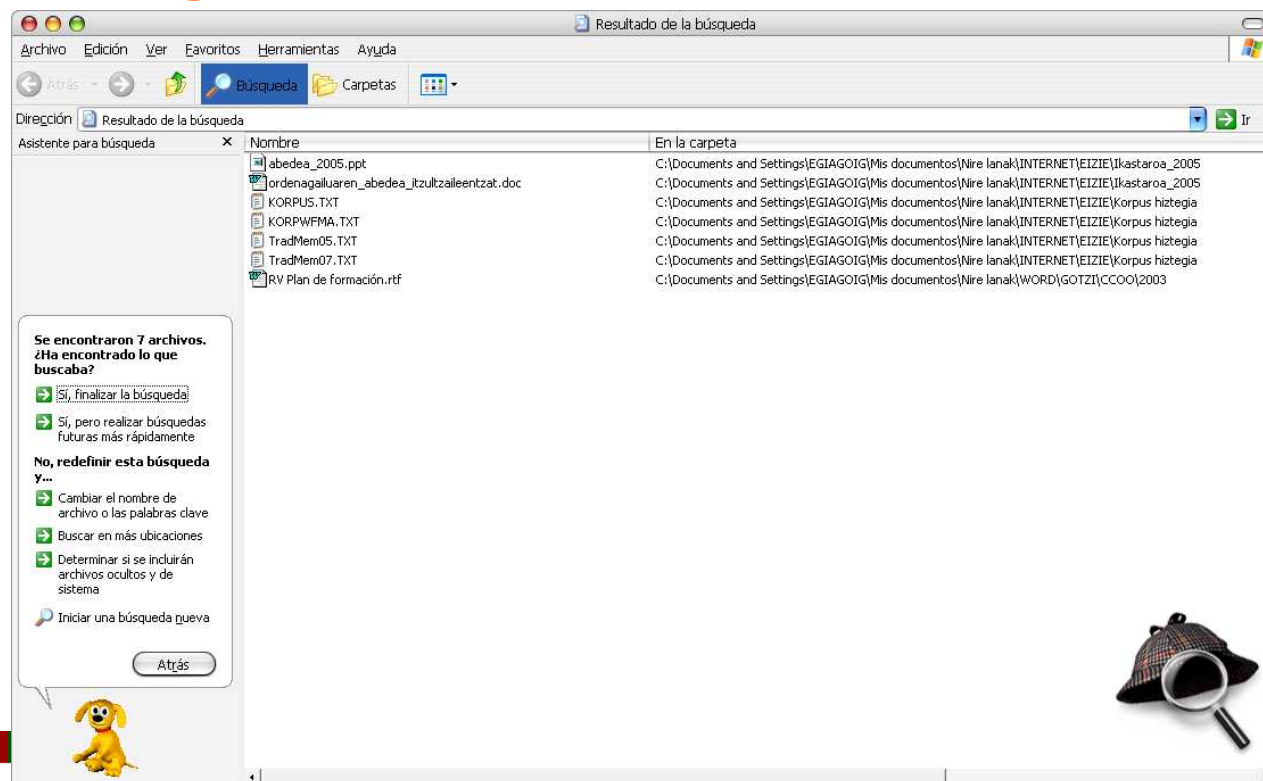 Resultado de la búsqueda
Archivo Edición Ver Favoritos Herramientas Ayuda
Atrás Búsqueda Carpetas
Dirección Resultado de la búsqueda Ir
Asistente para búsqueda X Nombre En la carpeta
abedea_2005.ppt C:\Documents and Settings\EGIAGOIG\Mis documentos\Nire lanak\INTERNET\EIZIE\Ikastaroa_2005
ordenagailuaren_abedea_itzultzaileentzat.doc C:\Documents and Settings\EGIAGOIG\Mis documentos\Nire lanak\INTERNET\EIZIE\Ikastaroa_2005
KORPUS.TXT C:\Documents and Settings\EGIAGOIG\Mis documentos\Nire lanak\INTERNET\EIZIE\Korpus hiztegia
KORPWFMA.TXT C:\Documents and Settings\EGIAGOIG\Mis documentos\Nire lanak\INTERNET\EIZIE\Korpus hiztegia
TradMem05.TXT C:\Documents and Settings\EGIAGOIG\Mis documentos\Nire lanak\INTERNET\EIZIE\Korpus hiztegia
TradMem07.TXT C:\Documents and Settings\EGIAGOIG\Mis documentos\Nire lanak\INTERNET\EIZIE\Korpus hiztegia
RV Plan de formación.rtf C:\Documents and Settings\EGIAGOIG\Mis documentos\Nire lanak\WORD\GOTZI\CCOO\2003
Se encontraron 7 archivos.
¿Ha encontrado lo que
buscaba?
Sí, finalizar la búsqueda
Sí, pero realizar búsquedas
futuras más rápidamente
No, redefinir esta búsqueda
y...
Cambiar el nombre de
archivo o las palabras clave
Buscar en más ubicaciones
Determinar si se incluirán
archivos ocultos y de
sistema
Iniciar una búsqueda nueva
Atrás